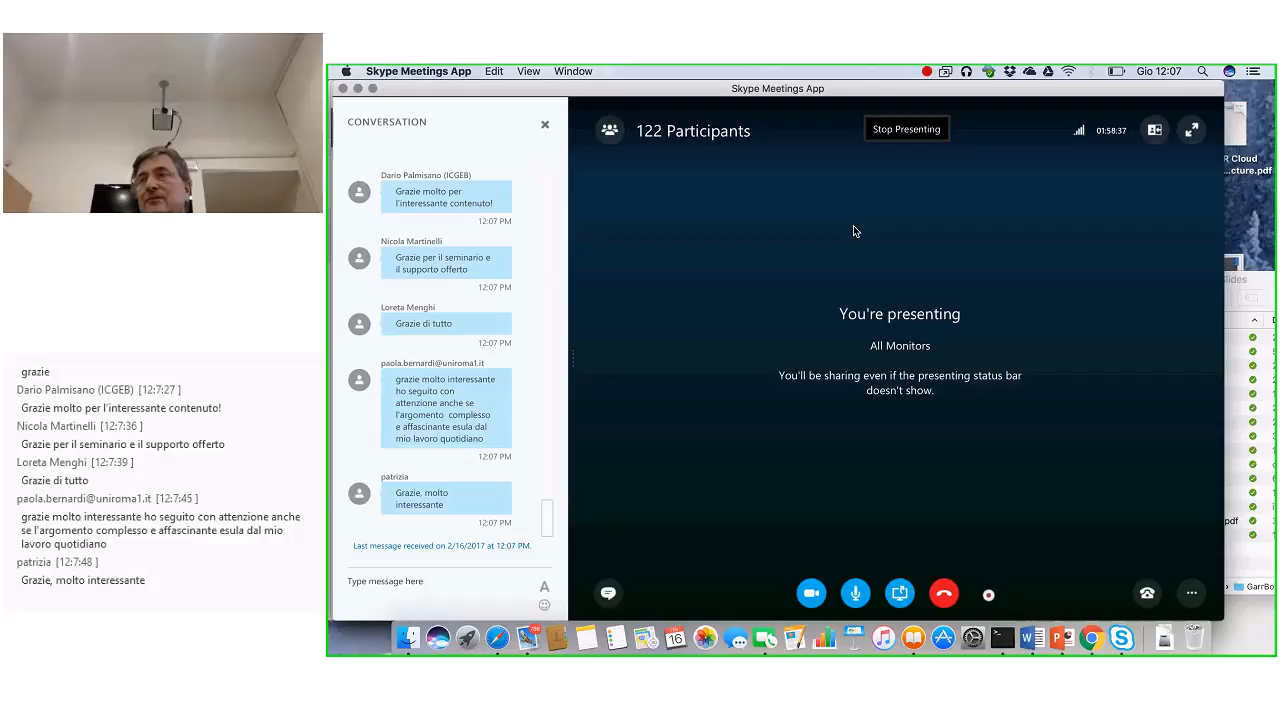 Skype Meetings App
Edit
View
Window
Gio 12:07
Skype Meetings App
CONVERSATION
Dario Palmisano (ICGEB)
Grazie molto per
l'interessante contenuto!
12:07 PM
Nicola Martinelli
Grazie per il seminario e
il supporto offerto
12:07 PM
Loreta Menghi
Grazie di tutto
12:07 PM
paola.bernardi@uniroma1.it
grazie molto interessante
ho seguito con
attenzione anche se
l'argomento complesso
e affascinante esula dal
mio lavoro quotidiano
12:07 PM
patrizia
Grazie, molto
interessante
12:07 PM
Last message received on 2/16/2017 at 12:07 PM.
Type message here
A
122 Participants
Stop Presenting
01:58:37
You're presenting
All Monitors
You'll be sharing even if the presenting status bar
doesn't show.
R Cloud
...cture.pdf
lides
pdf
GarrBo
16
grazie
Dario Palmisano (ICGEB) [12:7:27 ]
Grazie molto per l'interessante contenuto!
Nicola Martinelli [12:7:36 ]
Grazie per il seminario e il supporto offerto
Loreta Menghi [12:7:39 ]
Grazie di tutto
paola.bernardi@uniroma1.it [12:7:45 ]
grazie molto interessante ho seguito con attenzione anche
se l'argomento complesso e affascinante esula dal mio
lavoro quotidiano
patrizia [12:7:48 ]
Grazie, molto interessante